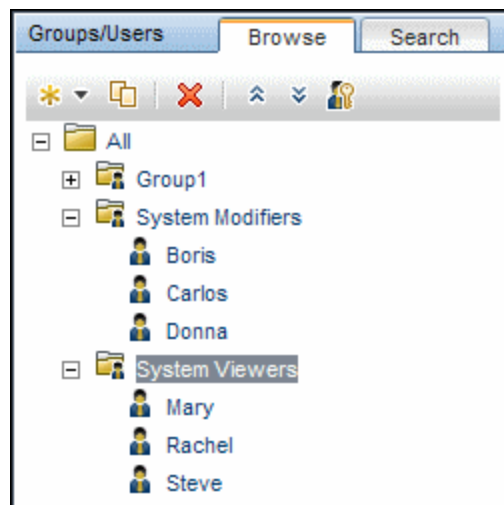 Groups/Users Browse Search
All
Group1
System Modifiers
Boris
Carlos
Donna
System Viewers
Mary
Rachel
Steve